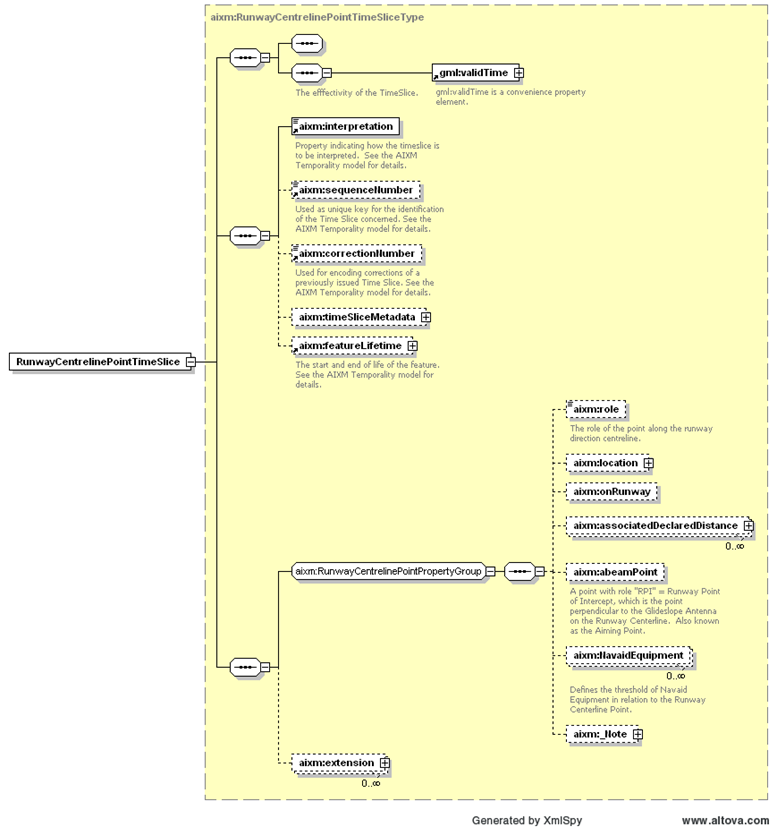 aixm:RunwayCentrelinePointTimeSliceType
gml:validTime
The efffectivity of the TimeSlice.
gml:validTime is a convenience property
element.
aixm:interpretation
Property indicating how the timeslice is
to be interpreted. See the AIXM
Temporality model for details.
aixm:sequenceNumber
Used as unique key for the identification
of the Time Slice concerned. See the
AIXM Temporality model for details.
aixm:correctionNumber
Used for encoding corrections of a
previously issued Time Slice. See the
AIXM Temporality model for details.
aixm:timeSliceMetadata
aixm:featureLifetime
The start and end of life of the feature.
See the AIXM Temporality model for
details.
RunwayCentrelinePointTimeSlice
aixm:role
The role of the point along the runway
direction centreline.
aixm:location
aixm:onRunway
aixm:associatedDeclaredDistance
0..∞
aixm:RunwayCentrelinePointPropertyGroup
aixm:abeamPoint
A point with role "RPI" = Runway Point
of Intercept, which is the point
perpendicular to the Glideslope Antenna
on the Runway Centerline. Also known
as the Aiming Point.
aixm:NavaidEquipment
0..∞
Defines the threshold of Navaid
Equipment in relation to the Runway
Centerline Point.
aixm:_Note
aixm:extension
0..∞
Generated by XmlSpy
www.altova.com